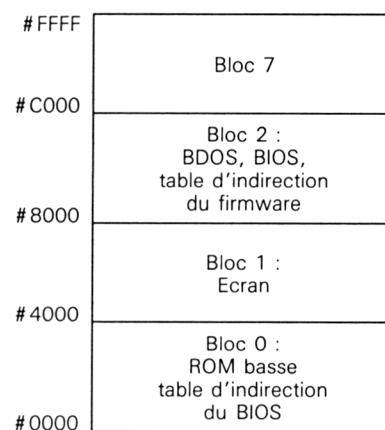 #FFFF
Bloc 7
#C000
Bloc 2 :
BDOS, BIOS,
table d'indirection
du firmware
#8000
Bloc 1 :
Ecran
#4000
Bloc 0 :
ROM basse
table d'indirection
du BIOS
#0000